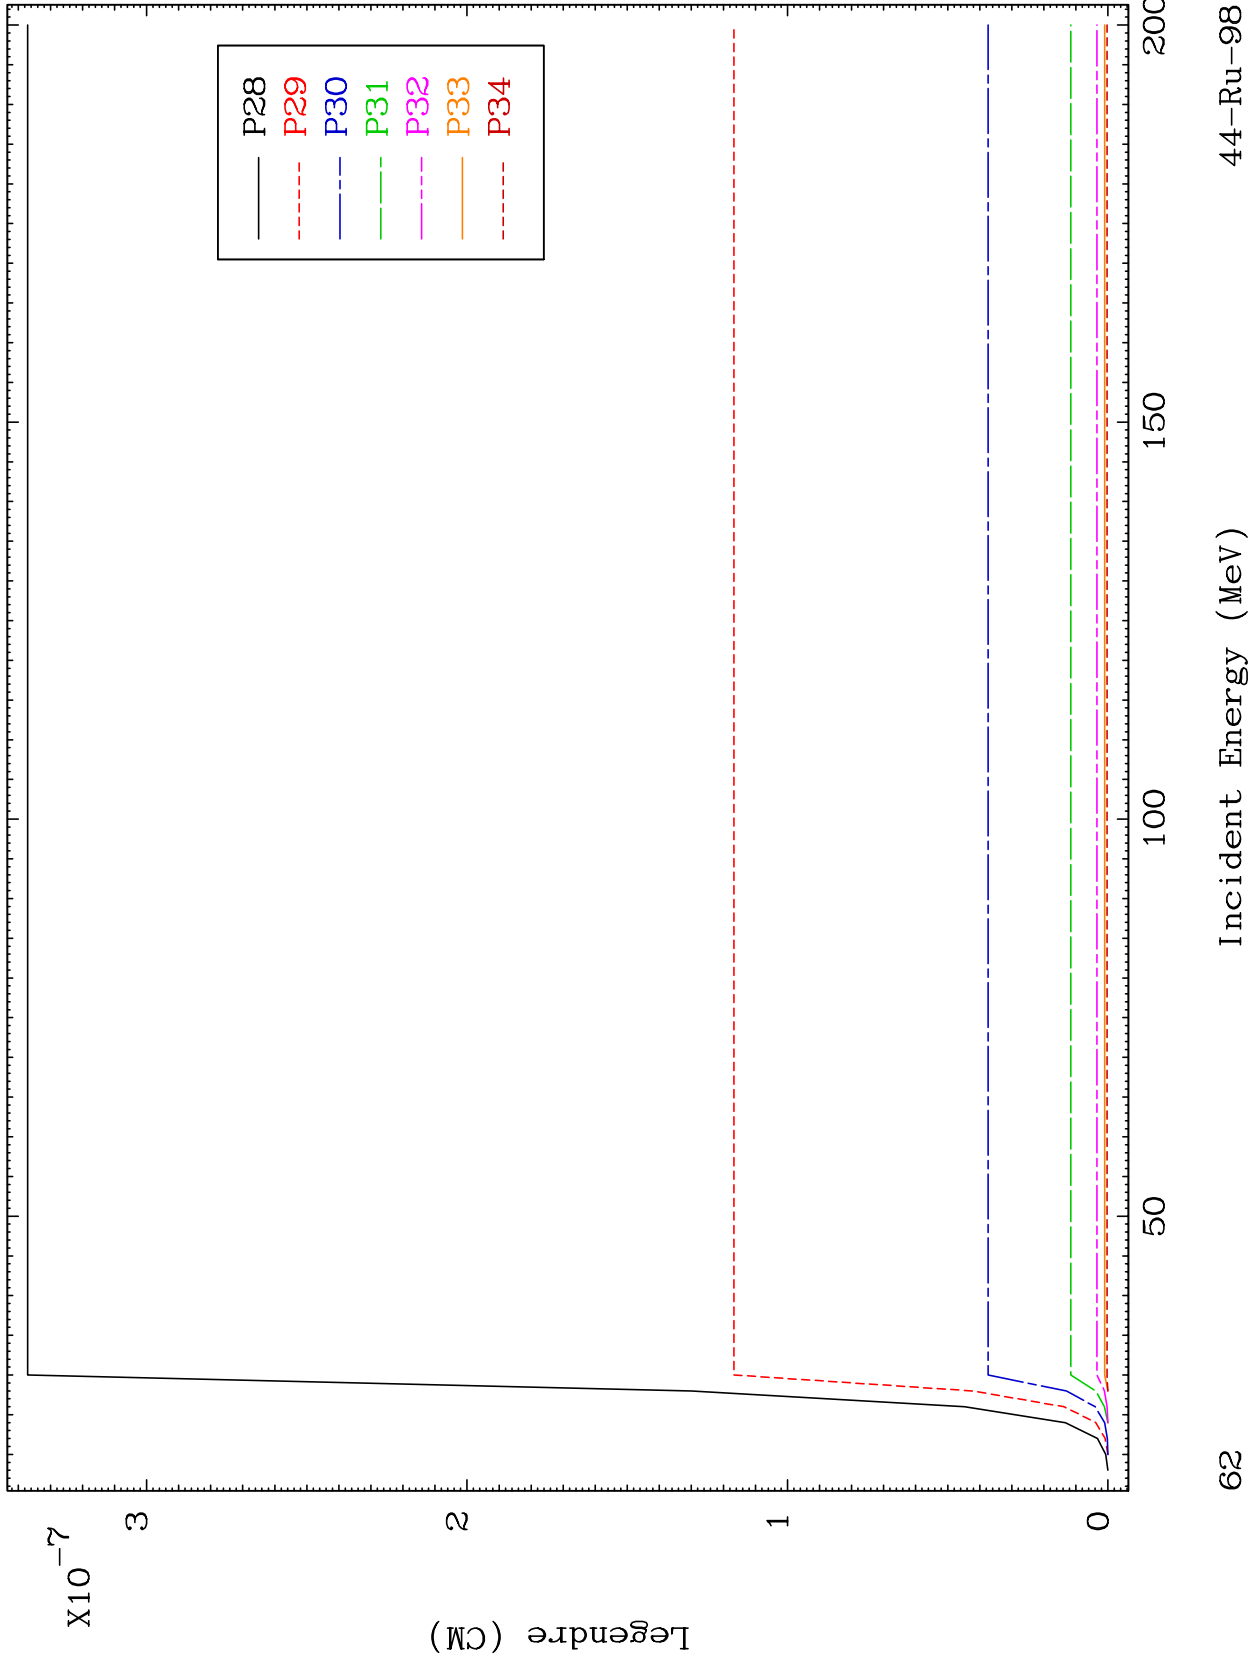 X10-7
3
2
1
0
Legendre (CM)
P28
P29
P30
P31
P32
P33
P34
50
100
150
200
62
Incident Energy (MeV)
44-Ru-98